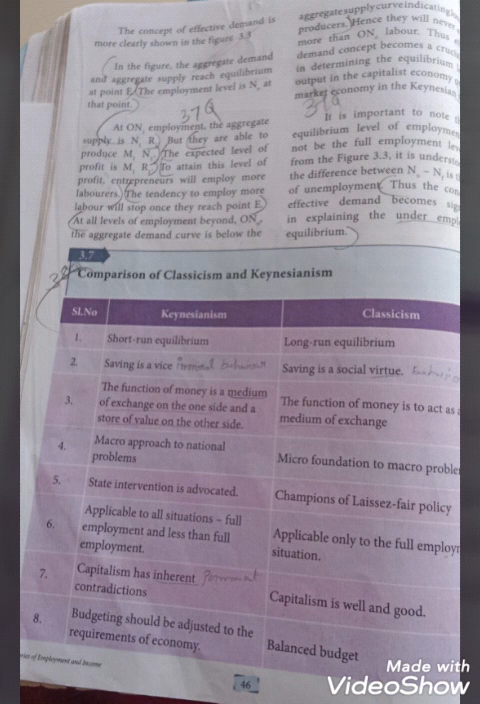 The concept of effective demand is
more clearly shown in the figure 3.3
In the figure, the aggregate demand
and aggregate supply reach equilibrium
at point E. The employment level is N, at
that point.
37Q
At ON, employment, the aggregate
supply is N, R, But they are able to
produce M, N, The expected level of
profit is M, R, To attain this level of
profit, entrepreneurs will employ more
labourers. The tendency to employ more
labour will stop once they reach point E.
At all levels of employment beyond, ON,
the aggregate demand curve is below the
aggregate supply curve indicating
producers. Hence they will never
more than ON, labour. Thus
demand concept becomes a
in determining the equilibrium
output in the capitalist economy
market economy in the Keynesian
It is important to note
equilibrium level of
not be the full employment
from the Figure 3.3, it is
the difference between N, - N, is
of unemployment. Thus the
effective demand becomes
in explaining the under
equilibrium.
3.7
Comparison of Classicism and Keynesianism
Sl.No Keynesianism Classicism
1. Short-run equilibrium Long-run equilibrium
2. Saving is a vice Saving is a social virtue.
3. The function of money is a medium
of exchange on the one side and a
store of value on the other side.
The function of money is to act as a
medium of exchange
4. Macro approach to national
problems
Micro foundation to macro
5. State intervention is advocated. Champions of Laissez-fair policy
6. Applicable to all situations – full
employment and less than full
employment.
Applicable only to the full
situation.
7. Capitalism has inherent
contradictions
Capitalism is well and good.
8. Budgeting should be adjusted to the
requirements of economy.
Balanced budget
of Employment and Income
46
Made with
VideoShow